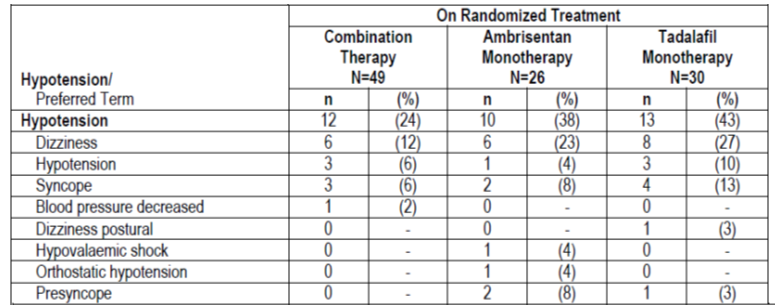 On Randomized Treatment
Combination Therapy N=49 Ambrisentan Monotherapy N=26 Tadalafil Monotherapy N=30
Hypotension/
Preferred Term n (%) n (%) n (%)
Hypotension 12 (24) 10 (38) 13 (43)
Dizziness 6 (12) 6 (23) 8 (27)
Hypotension 3 (6) 1 (4) 3 (10)
Syncope 3 (6) 2 (8) 4 (13)
Blood pressure decreased 1 (2) 0 - 0 -
Dizziness postural 0 - 0 - 1 (3)
Hypovalaemic shock 0 - 1 (4) 0 -
Orthostatic hypotension 0 - 1 (4) 0 -
Presyncope 0 - 2 (8) 1 (3)